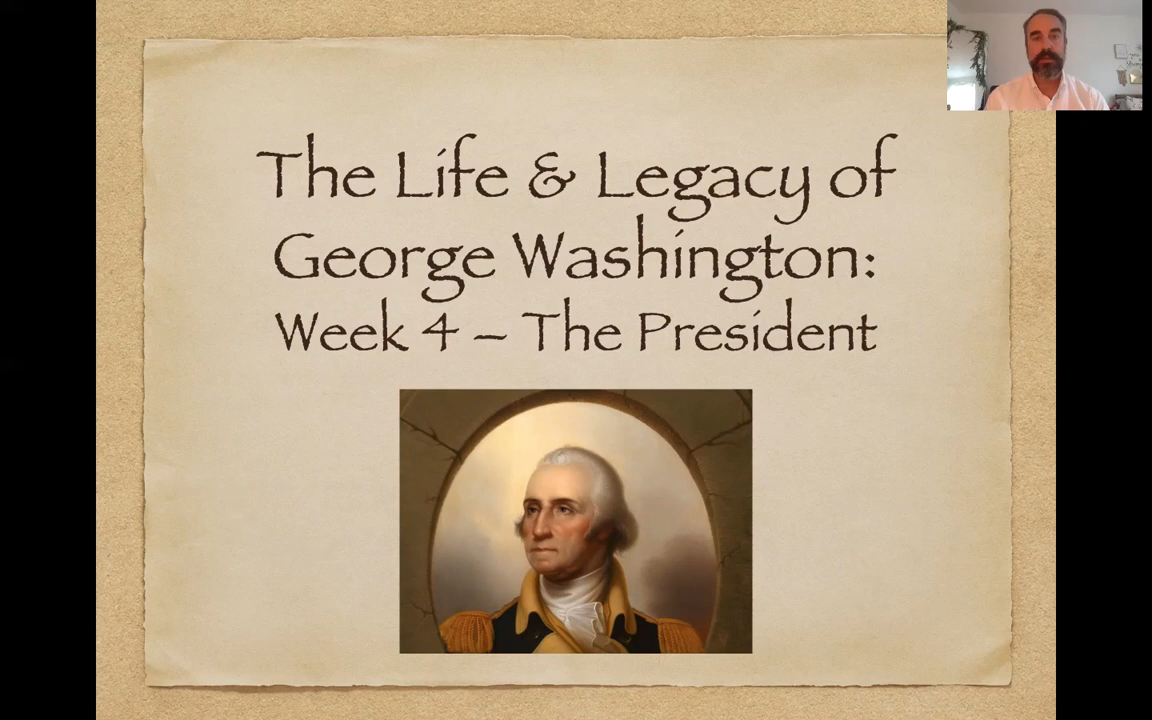 The Life & Legacy of
George Washington:
Week 4 – The President